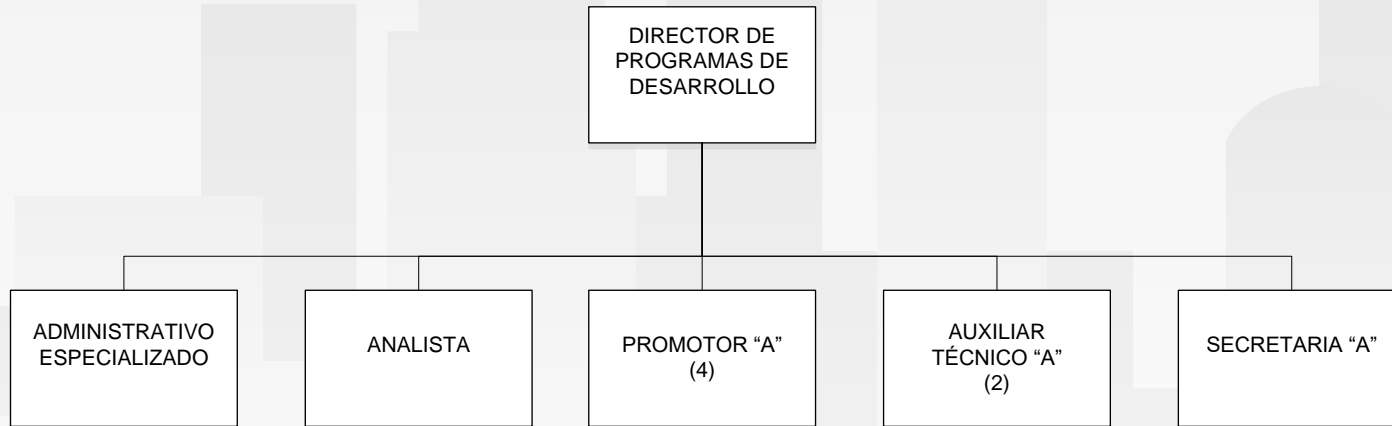 DIRECTOR DE
PROGRAMAS DE
DESARROLLO
ADMINISTRATIVO
ESPECIALIZADO
ANALISTA
PROMOTOR “A”
(4)
AUXILIAR
TÉCNICO “A”
(2)
SECRETARIA “A”